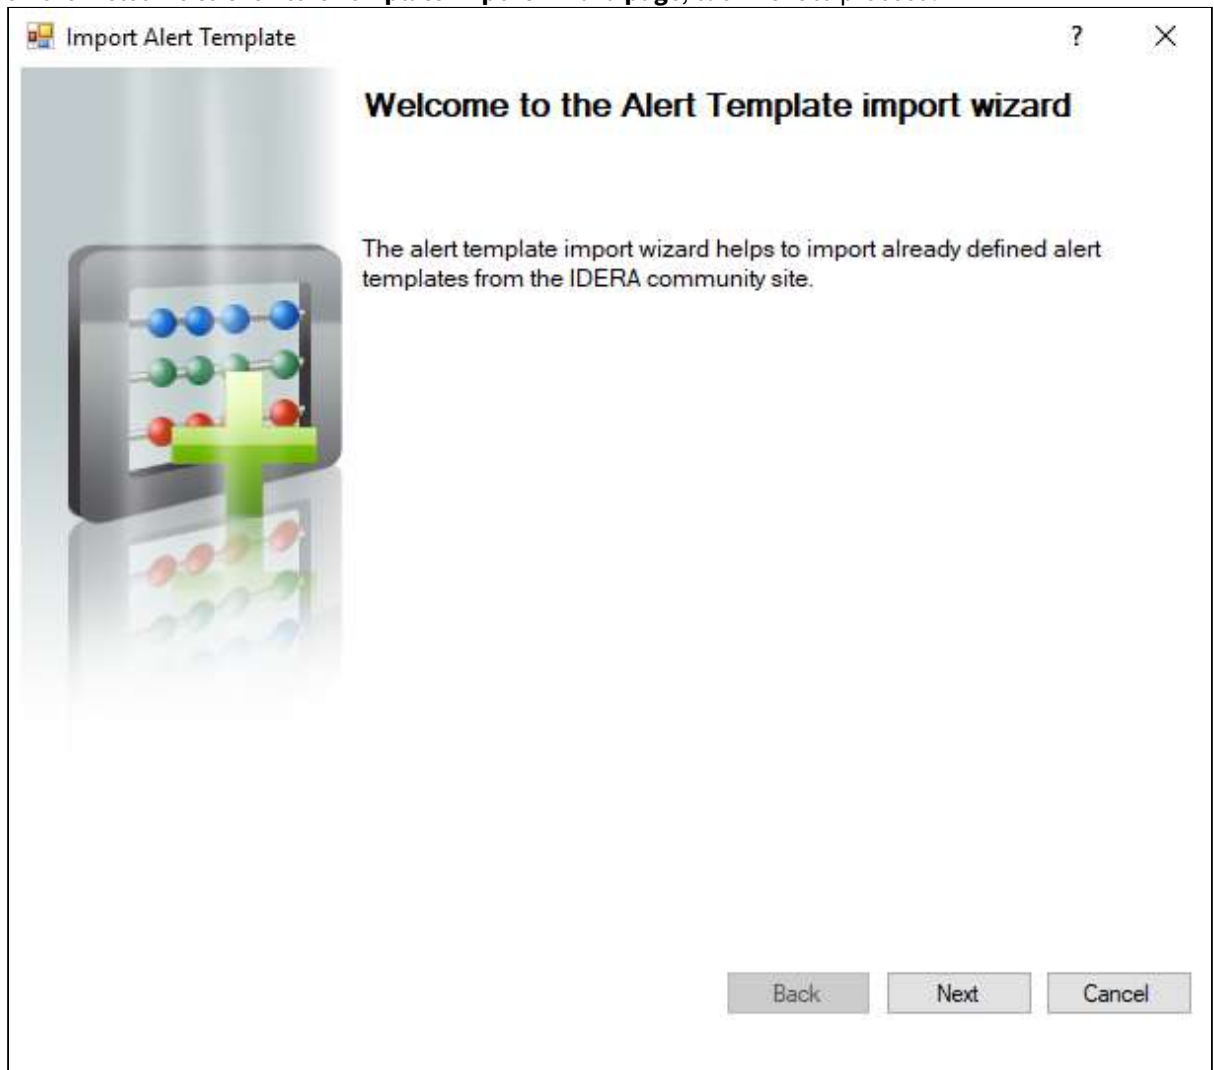 Import Alert Template
?
Welcome to the Alert Template import wizard
The alert template import wizard helps to import already defined alert
templates from the IDERA community site.
Back
Next
Cancel